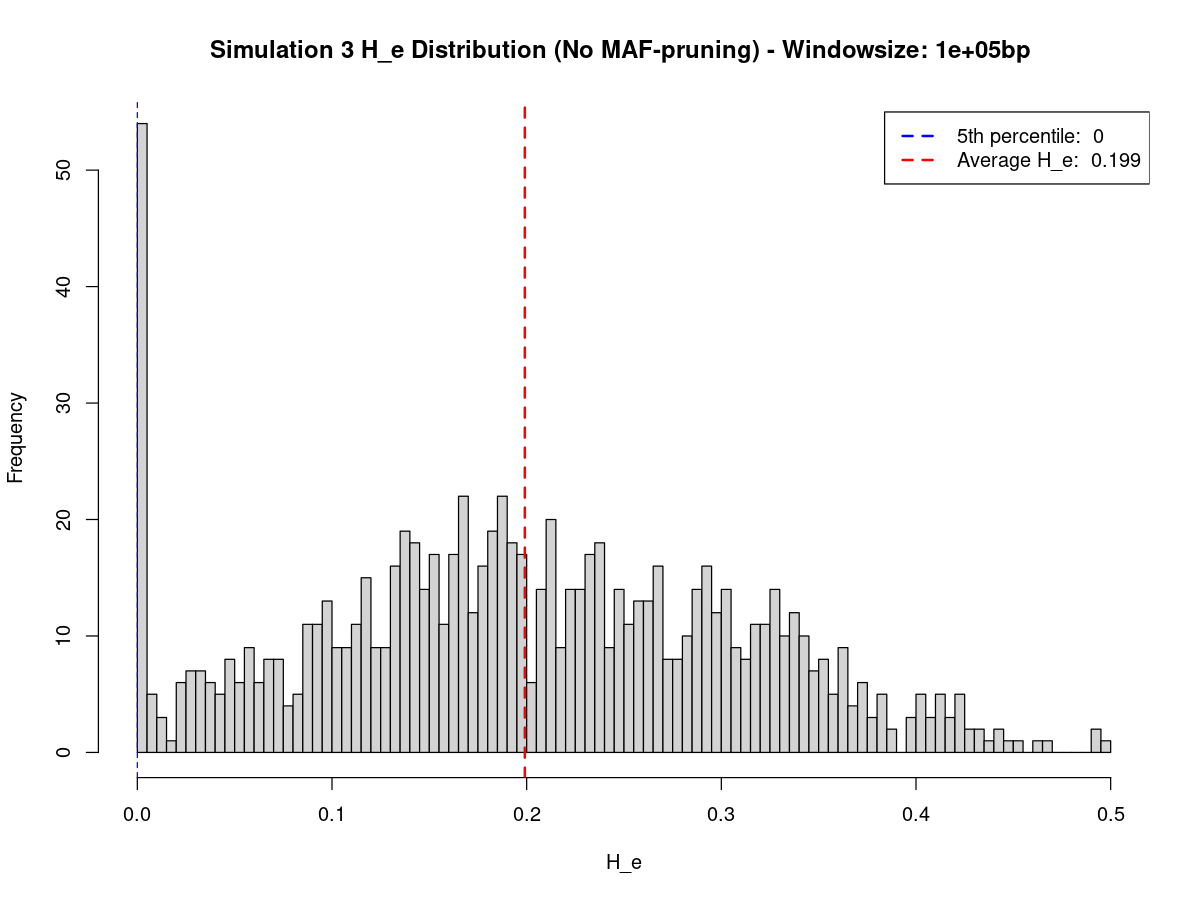 Simulation 3 H_e Distribution (No MAF-pruning) - Windowsize: 1e+05bp
5th percentile:  0
Average H_e:  0.199
Frequency
50
40
30
20
10
0
0.0 0.1 0.2 0.3 0.4 0.5
H_e